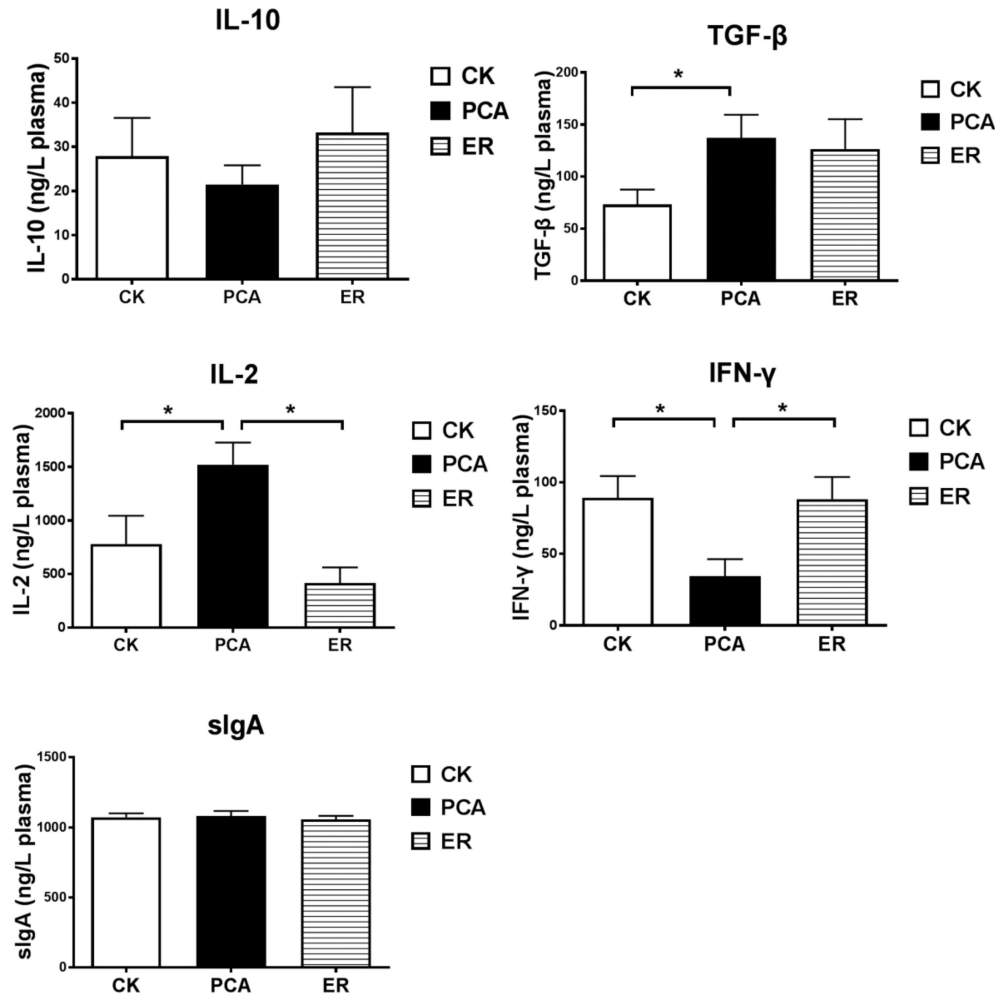 IL-10
IL-10 (ng/L plasma)
50
40
30
20
10
0
CK
PCA
ER
CK
PCA
ER
TGF-β
TGF-β (ng/L plasma)
200
150
100
50
0
*
CK
PCA
ER
CK
PCA
ER
IL-2
IL-2 (ng/L plasma)
2000
1500
1000
500
0
*
*
CK
PCA
ER
CK
PCA
ER
IFN-γ
IFN-γ (ng/L plasma)
150
100
50
0
*
*
CK
PCA
ER
CK
PCA
ER
sIgA
sIgA (ng/L plasma)
1500
1000
500
0
CK
PCA
ER
CK
PCA
ER